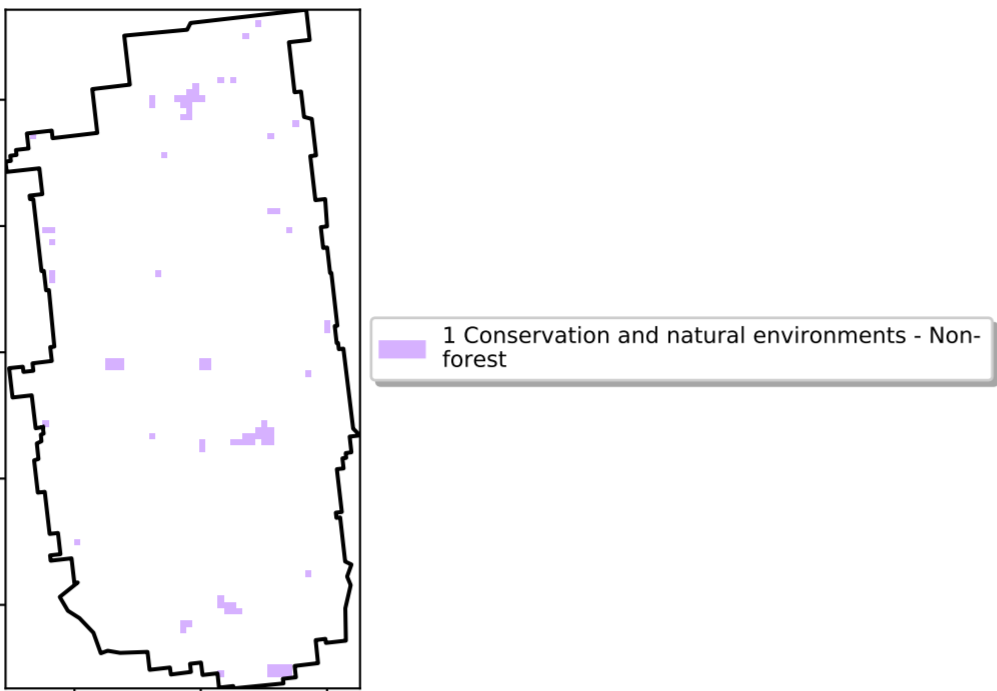 1 Conservation and natural environments - Non-
forest